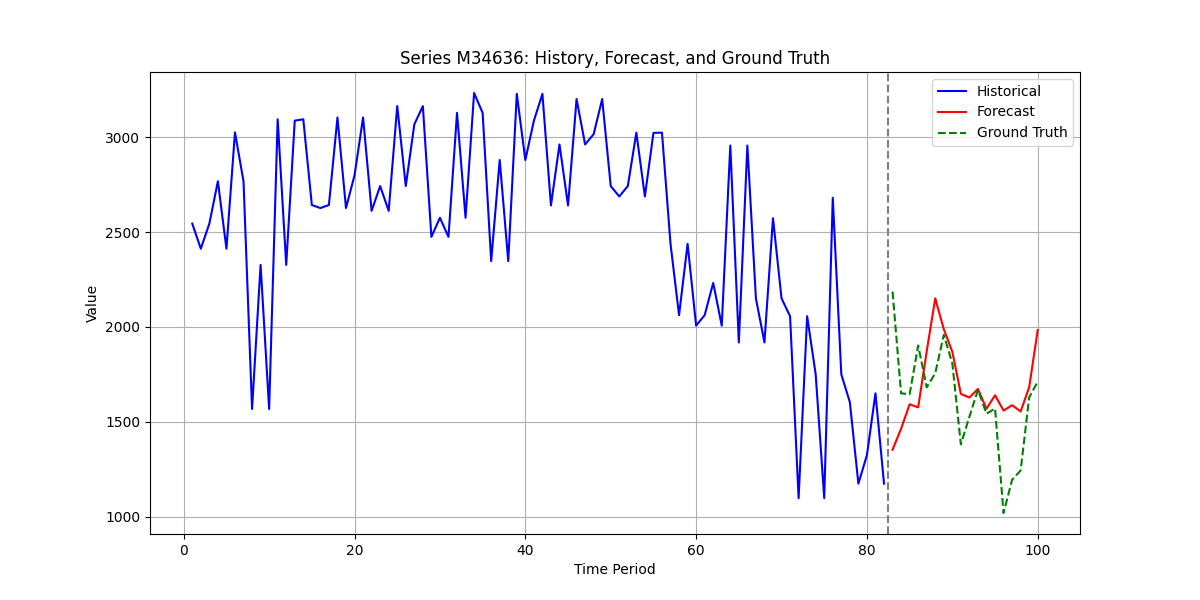 Series M34636: History, Forecast, and Ground Truth
Historical
Forecast
Ground Truth
Value
3000
2500
2000
1500
1000
0
20
40
60
80
100
Time Period